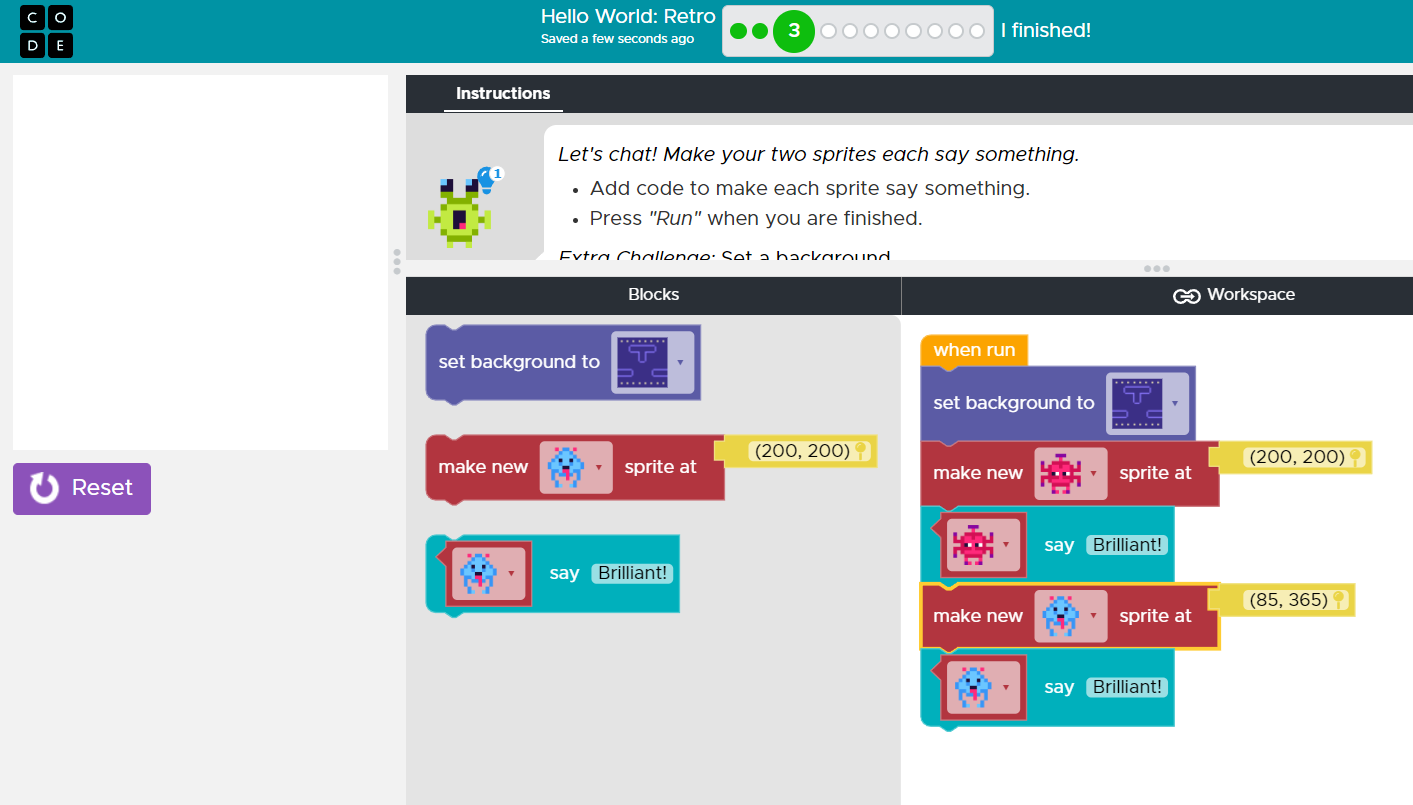 C O
D E
Hello World: Retro
Saved a few seconds ago
3
I finished!
Reset
Instructions
1
Let's chat! Make your two sprites each say something.
• Add code to make each sprite say something.
• Press "Run" when you are finished.
Extra Challenge: Set a background
Blocks
set background to
make new sprite at (200, 200)
say Brilliant!
Workspace
when run
set background to
make new sprite at (200, 200)
say Brilliant!
make new sprite at (85, 365)
say Brilliant!